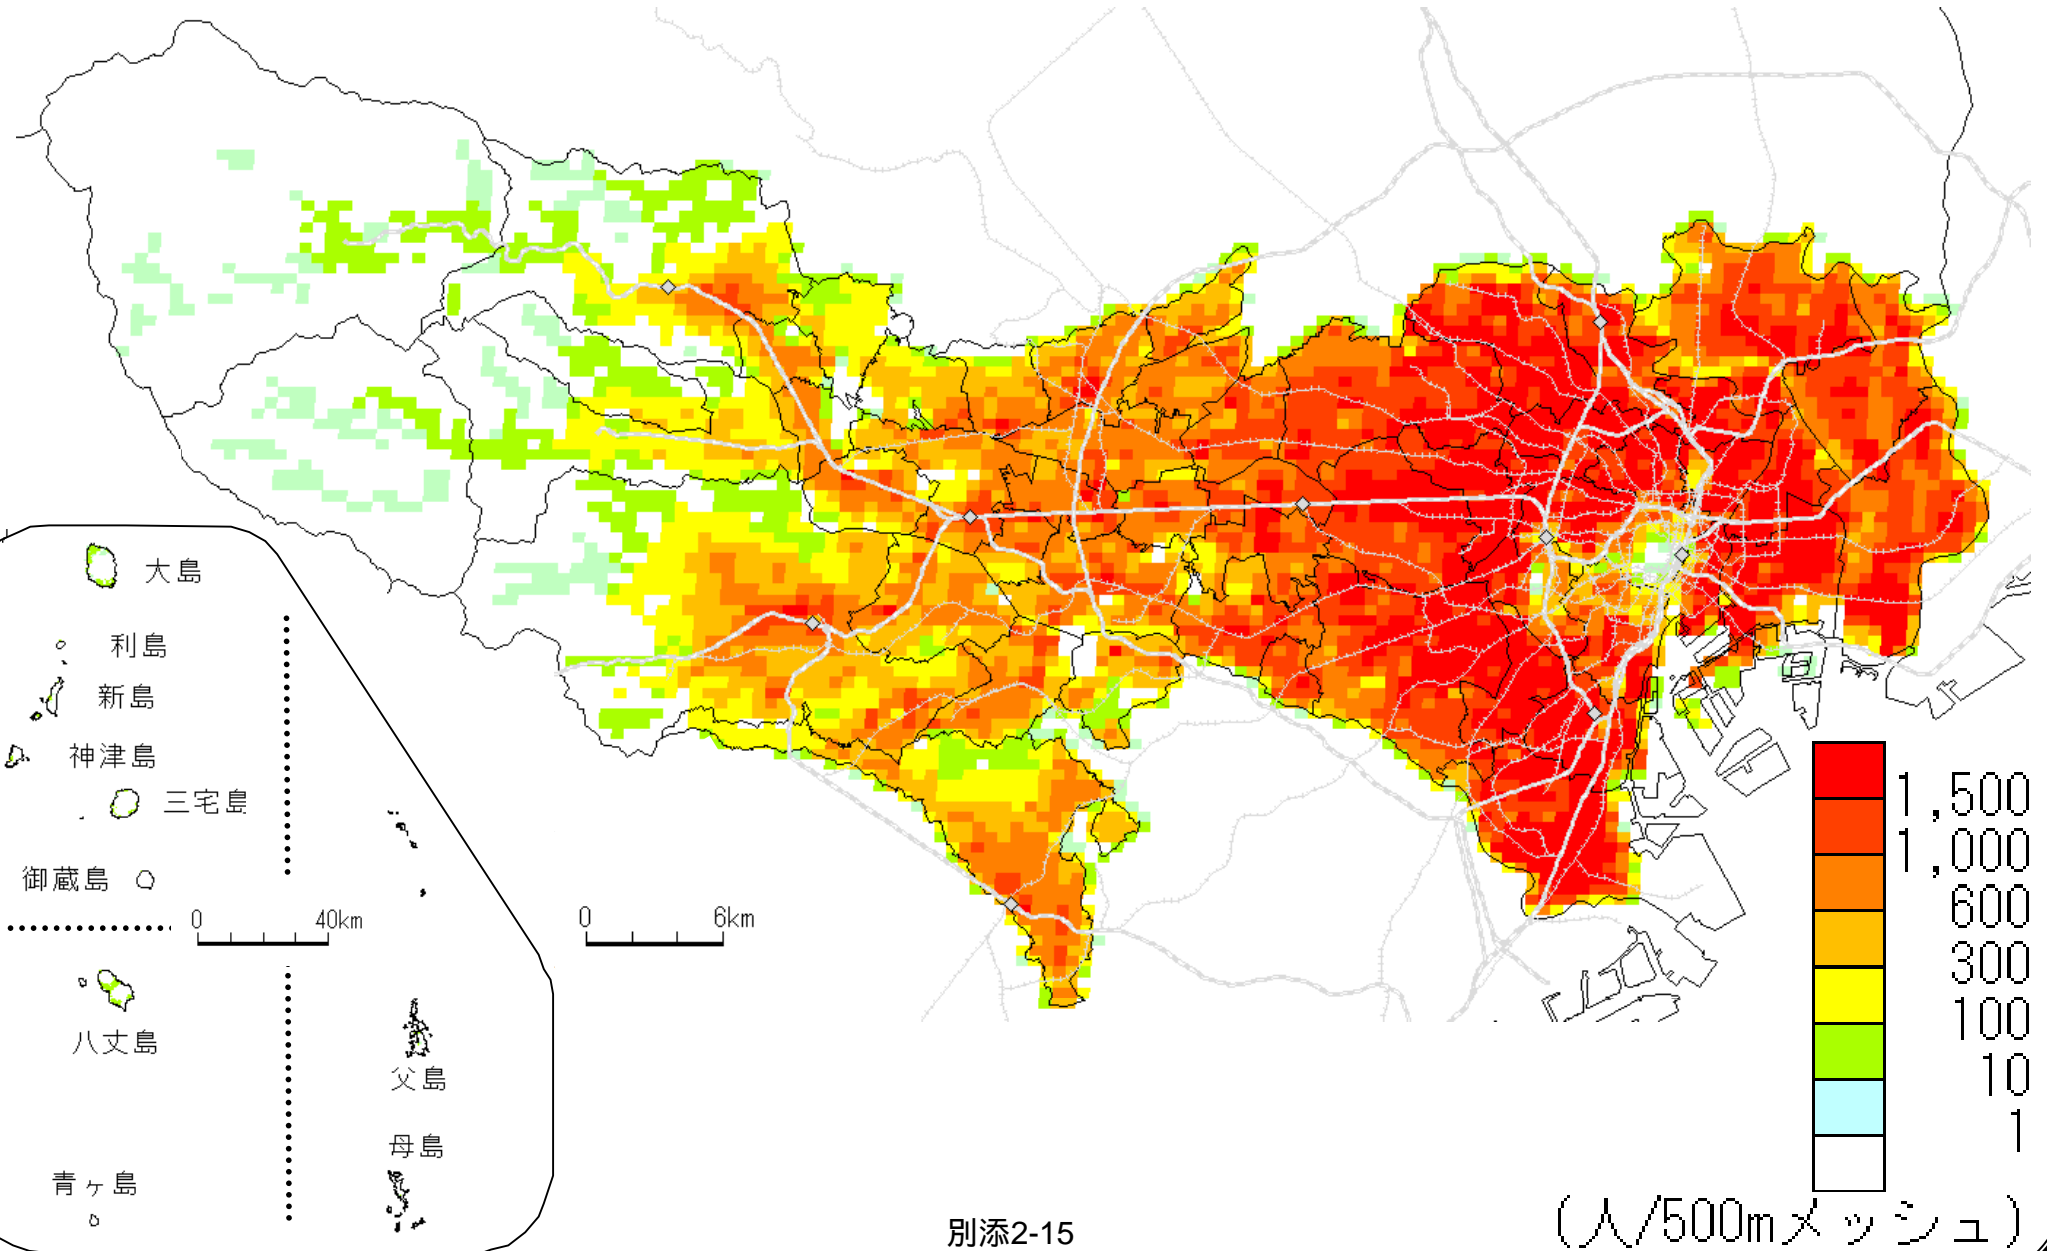 大島
利島
新島
神津島
三宅島
御蔵島
0 40km
0 6km
八丈島
父島
母島
青ヶ島
1,500
1,000
600
300
100
10
1
(人/500mメッシュ)
別添2-15